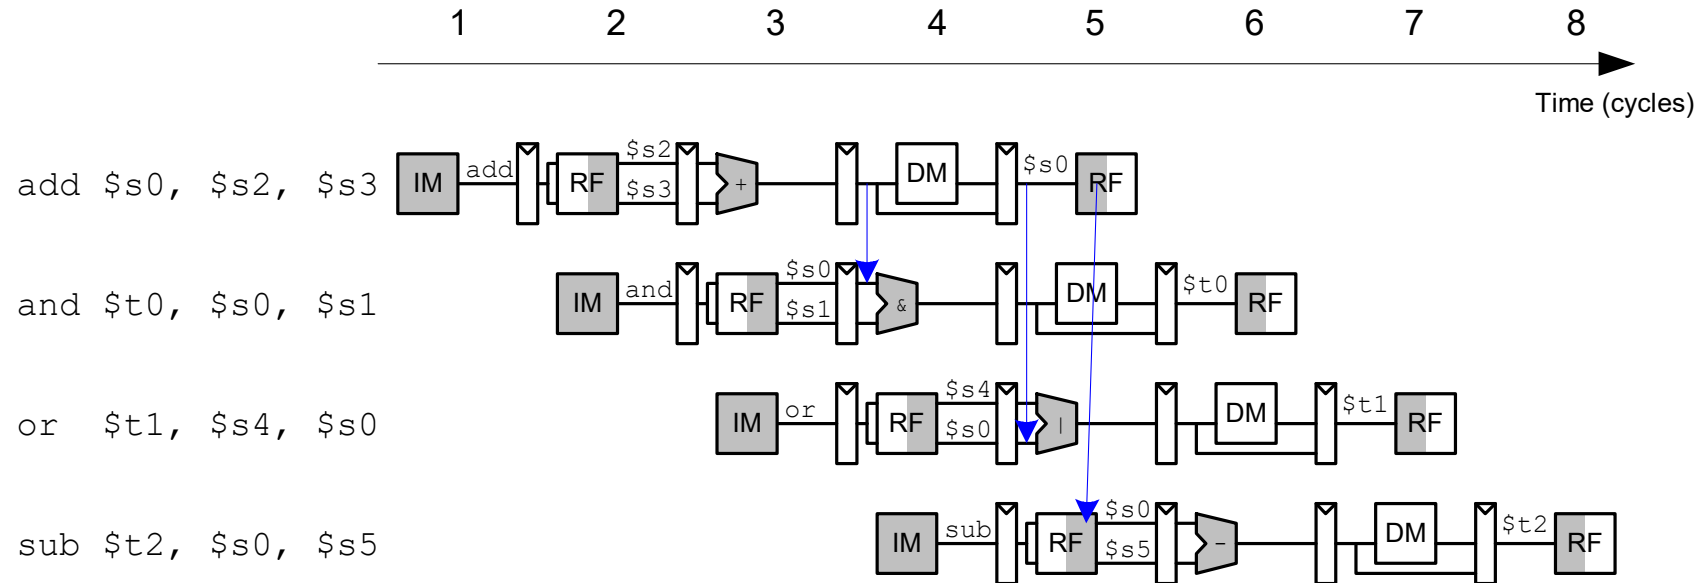 1 2 3 4 5 6 7 8
Time (cycles)
add $s0, $s2, $s3 IM add RF $s2 $s3 + DM $s0 RF
and $t0, $s0, $s1 IM and RF $s0 $s1 & DM $t0 RF
or $t1, $s4, $s0 IM or RF $s4 $s0 | DM $t1 RF
sub $t2, $s0, $s5 IM sub RF $s0 $s5 - DM $t2 RF